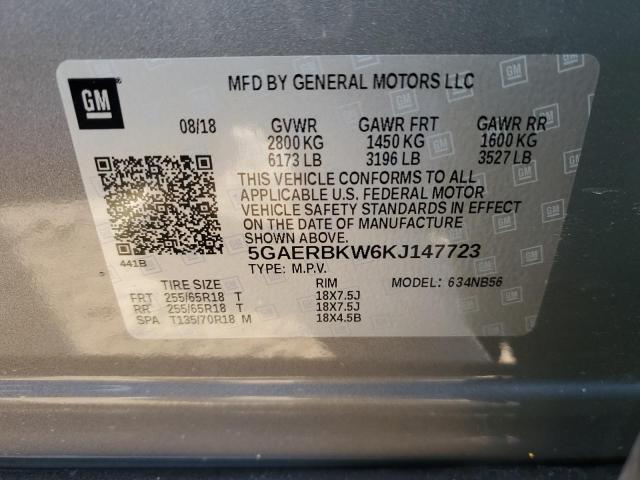 GM
MFD BY GENERAL MOTORS LLC
08/18 GVWR GAWR FRT GAWR RR
2800 KG 1450 KG 1600 KG
6173 LB 3196 LB 3527 LB
THIS VEHICLE CONFORMS TO ALL
APPLICABLE U.S. FEDERAL MOTOR
VEHICLE SAFETY STANDARDS IN EFFECT
ON THE DATE OF MANUFACTURE
SHOWN ABOVE.
5GAERBKW6KJ147723
441B TYPE: M.P.V.
TIRE SIZE RIM MODEL: 634NB56
FRT 255/65R18 T 18X7.5J
RR 255/65R18 T 18X7.5J
SPA T135/70R18 M 18X4.5B